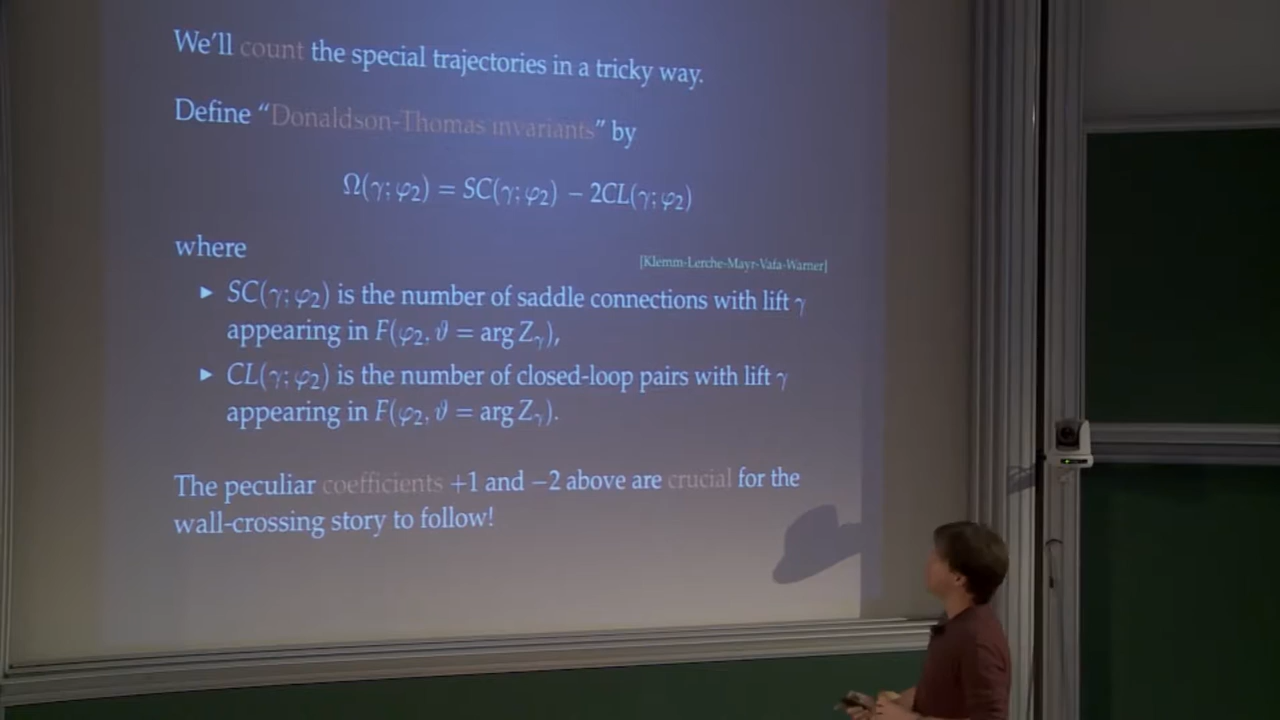 We'll count the special trajectories in a tricky way.
Define “Donaldson-Thomas invariants” by
Ω(γ; φ₂) = SC(γ; φ₂) − 2CL(γ; φ₂)
where
[Klemm-Lerche-Mayr-Vafa-Warner]
▸ SC(γ; φ₂) is the number of saddle connections with lift γ
appearing in F(φ₂, ϑ = arg Zᵧ),
▸ CL(γ; φ₂) is the number of closed-loop pairs with lift γ
appearing in F(φ₂, ϑ = arg Zᵧ).
The peculiar coefficients +1 and −2 above are crucial for the
wall-crossing story to follow!